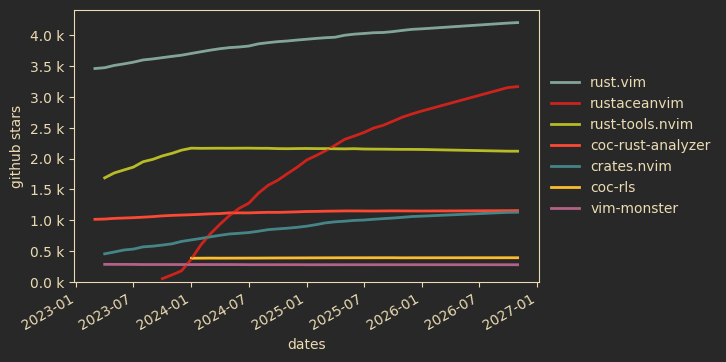 4.0 k
3.5 k
3.0 k
2.5 k
2.0 k
1.5 k
1.0 k
0.5 k
0.0 k
github stars
2023-01
2023-07
2024-01
2024-07
2025-01
2025-07
2026-01
2026-07
2027-01
dates
rust.vim
rustaceanvim
rust-tools.nvim
coc-rust-analyzer
crates.nvim
coc-rls
vim-monster